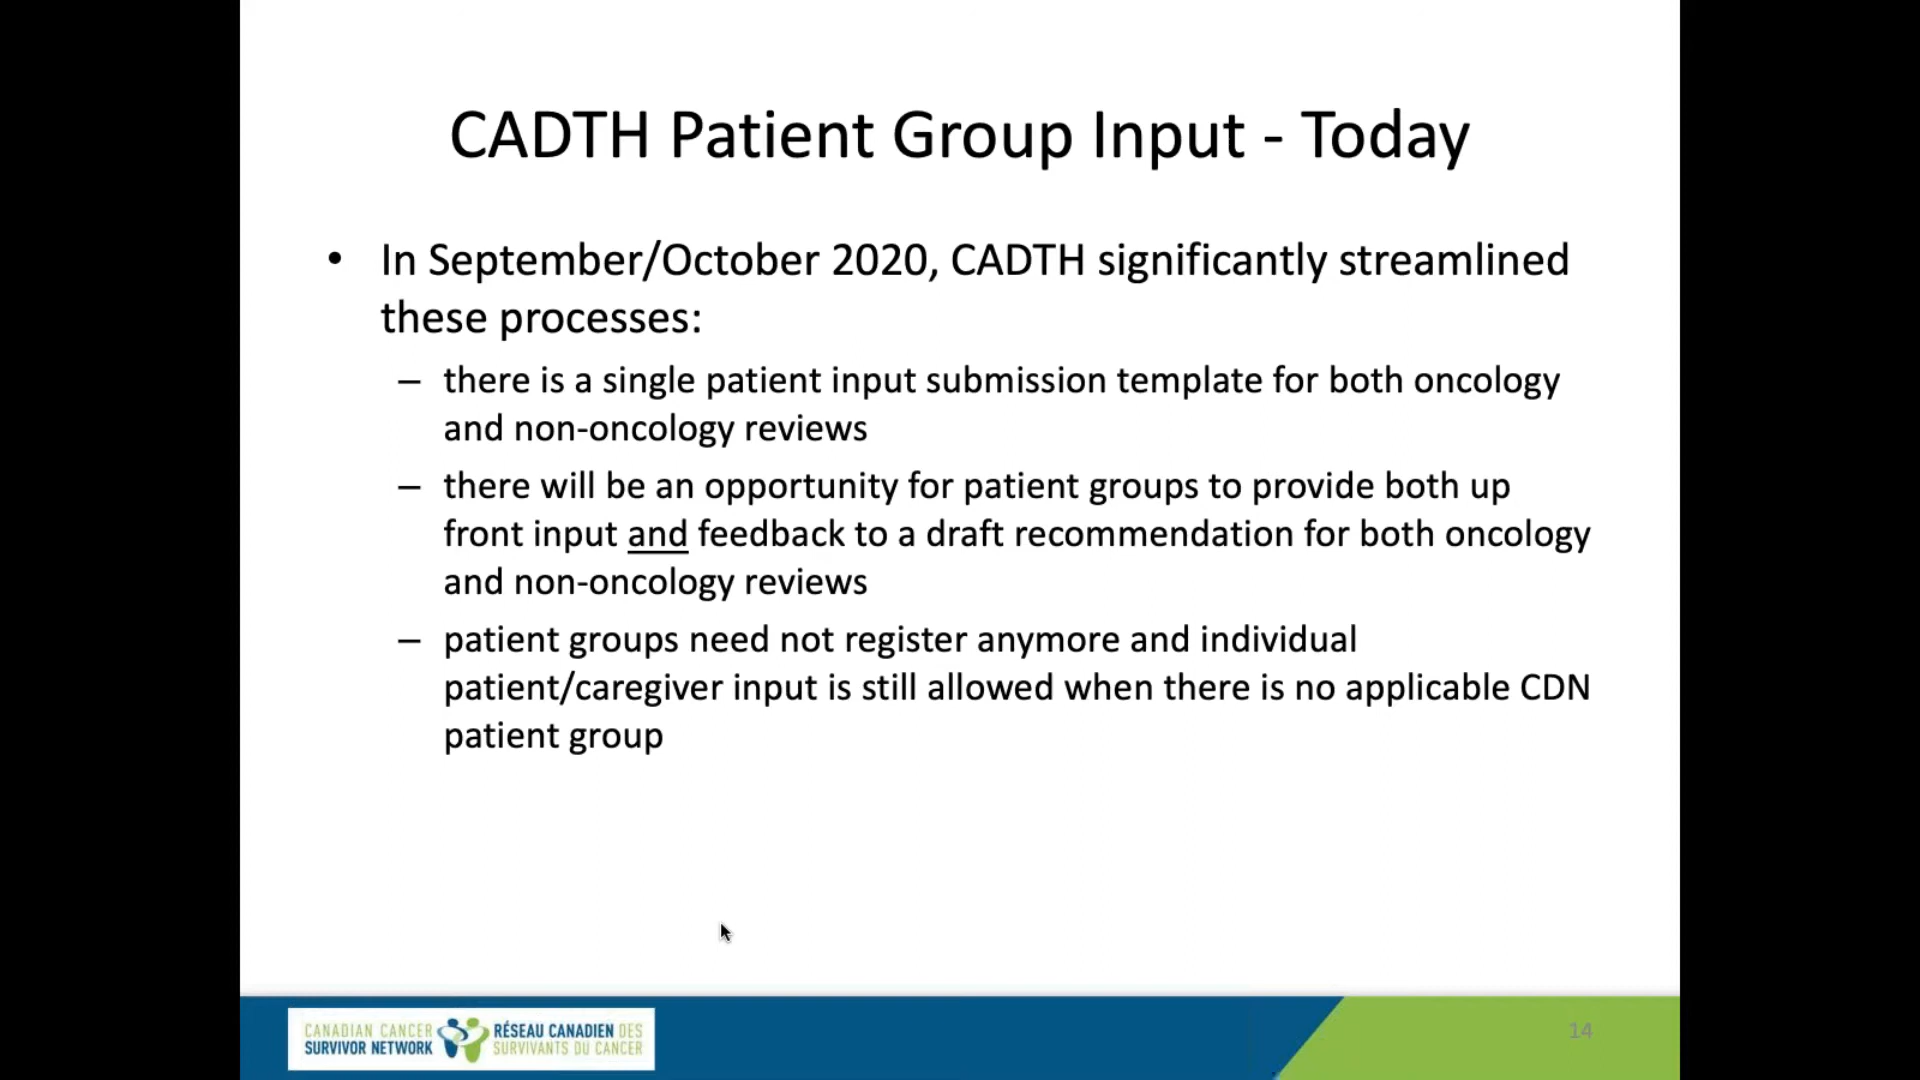 CADTH Patient Group Input - Today
• In September/October 2020, CADTH significantly streamlined
these processes:
– there is a single patient input submission template for both oncology
and non-oncology reviews
– there will be an opportunity for patient groups to provide both up
front input and feedback to a draft recommendation for both oncology
and non-oncology reviews
– patient groups need not register anymore and individual
patient/caregiver input is still allowed when there is no applicable CDN
patient group
CANADIAN CANCER
SURVIVOR NETWORK
RÉSEAU CANADIEN DES
SURVIVANTS DU CANCER
14